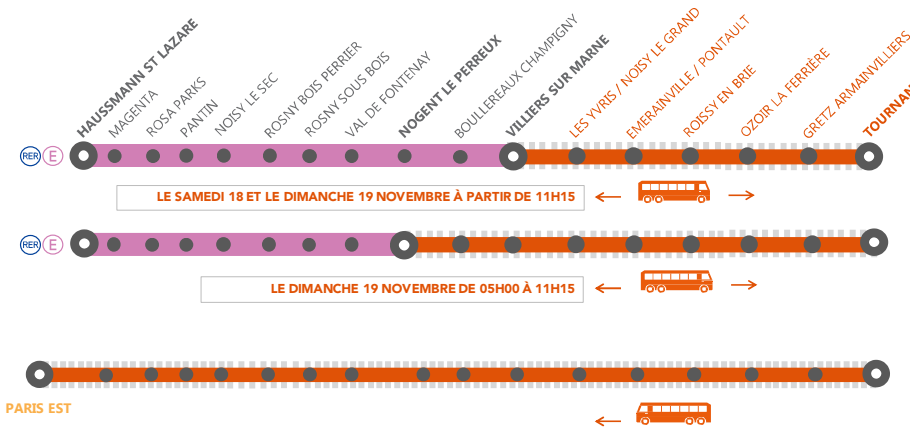 HAUSSMANN ST LAZARE
MAGENTA
ROSA PARKS
PANTIN
NOISY LE SEC
ROSNY BOIS PERRIER
ROSNY SOUS BOIS
VAL DE FONTENAY
NOGENT LE PERREUX
BOULLEREAUX CHAMPIGNY
VILLIERS SUR MARNE
LES YVRIS / NOISY LE GRAND
EMERAINVILLE / PONTAULT
ROISSY EN BRIE
OZOIR LA FERRIÈRE
GRETZ ARMAINVILLIERS
TOURNAN
RER E
LE SAMEDI 18 ET LE DIMANCHE 19 NOVEMBRE À PARTIR DE 11H15
RER E
LE DIMANCHE 19 NOVEMBRE DE 05H00 À 11H15
PARIS EST